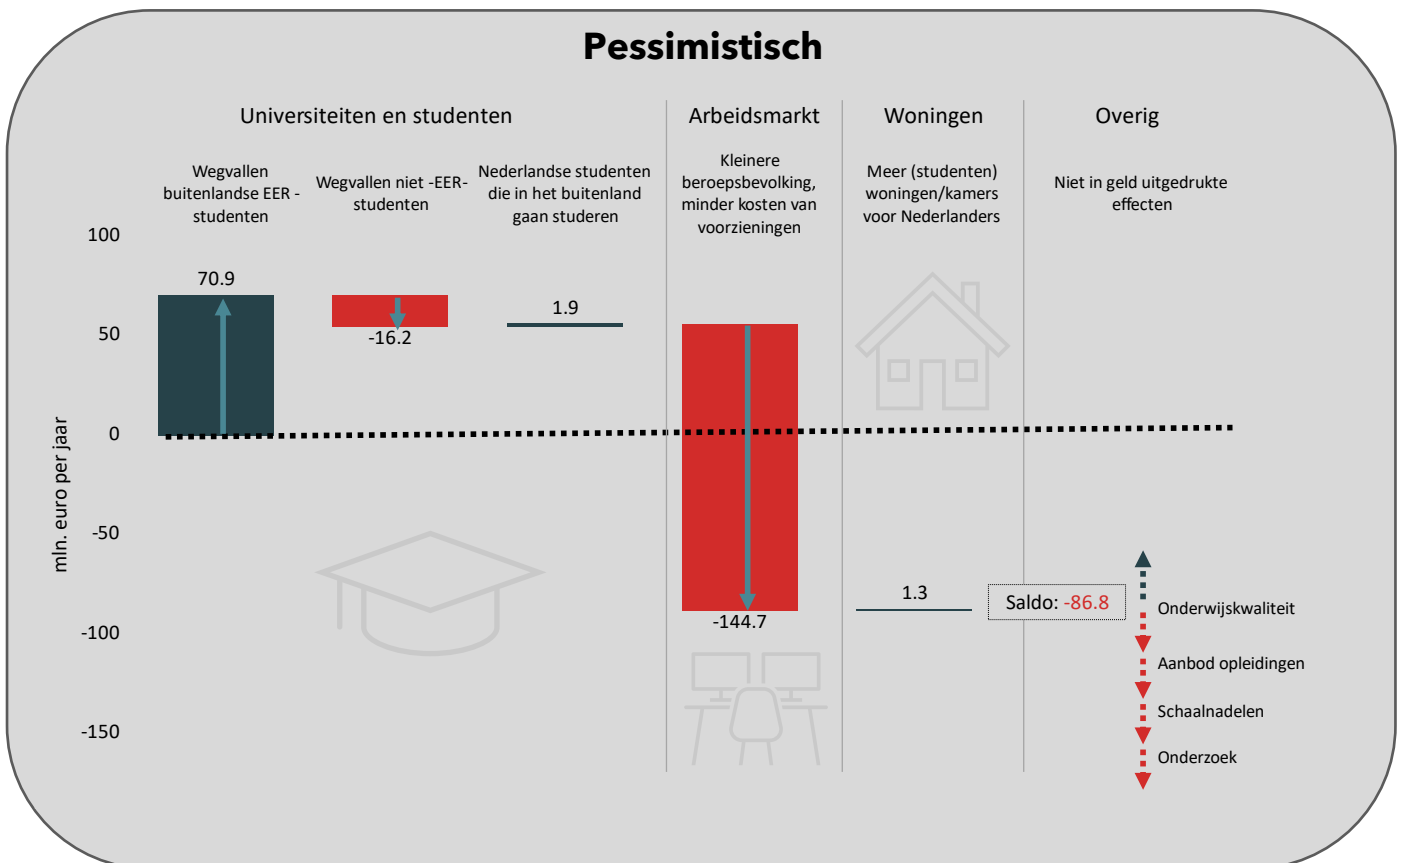 Pessimistisch
Universiteiten en studenten
Arbeidsmarkt
Woningen
Overig
Wegvallen
buitenlandse EER -
studenten
Wegvallen niet -EER-
studenten
Nederlandse studenten
die in het buitenland
gaan studeren
Kleinere
beroepsbevolking,
minder kosten van
voorzieningen
Meer (studenten)
woningen/kamers
voor Nederlanders
Niet in geld uitgedrukte
effecten
mln. euro per jaar
100
50
0
-50
-100
-150
70.9
-16.2
1.9
-144.7
1.3
Saldo: -86.8
Onderwijskwaliteit
Aanbod opleidingen
Schaalnadelen
Onderzoek